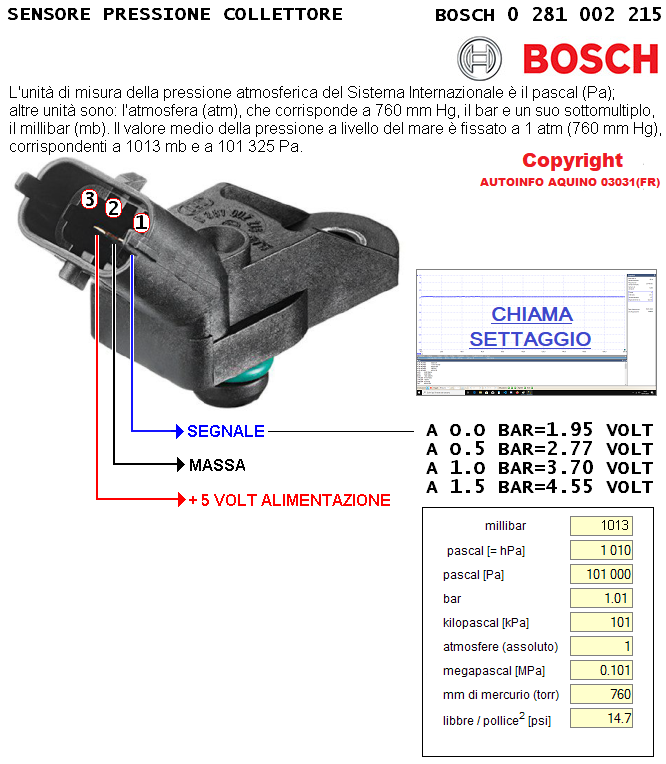 SENSORE PRESSIONE COLLETTORE
BOSCH 0 281 002 215
BOSCH
L'unità di misura della pressione atmosferica del Sistema Internazionale è il pascal (Pa);
altre unità sono: l'atmosfera (atm), che corrisponde a 760 mm Hg, il bar e un suo sottomultiplo,
il millibar (mb). Il valore medio della pressione a livello del mare è fissato a 1 atm (760 mm Hg),
corrispondenti a 1013 mb e a 101 325 Pa.
Copyright
AUTOINFO AQUINO 03031(FR)
3
2
1
CHIAMA
SETTAGGIO
SEGNALE
MASSA
+ 5 VOLT ALIMENTAZIONE
A 0.0 BAR=1.95 VOLT
A 0.5 BAR=2.77 VOLT
A 1.0 BAR=3.70 VOLT
A 1.5 BAR=4.55 VOLT
millibar 1013
pascal [= hPa] 1 010
pascal [Pa] 101 000
bar 1.01
kilopascal [kPa] 101
atmosfere (assoluto) 1
megapascal [MPa] 0.101
mm di mercurio (torr) 760
libbre / pollice² [psi] 14.7